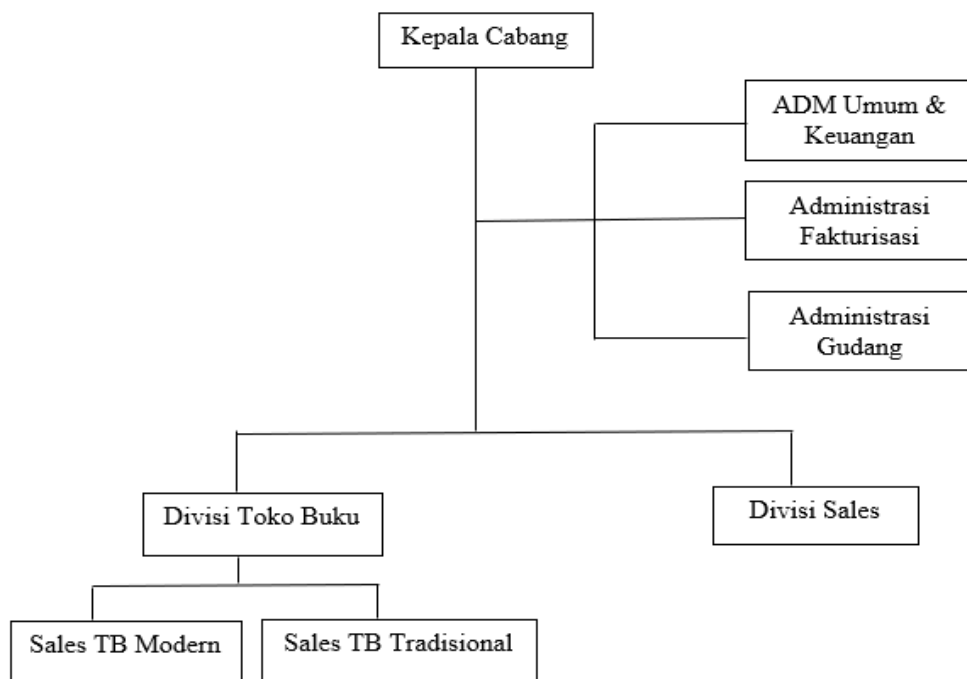 Kepala Cabang
ADM Umum &
Keuangan
Administrasi
Fakturisasi
Administrasi
Gudang
Divisi Toko Buku
Divisi Sales
Sales TB Modern
Sales TB Tradisional